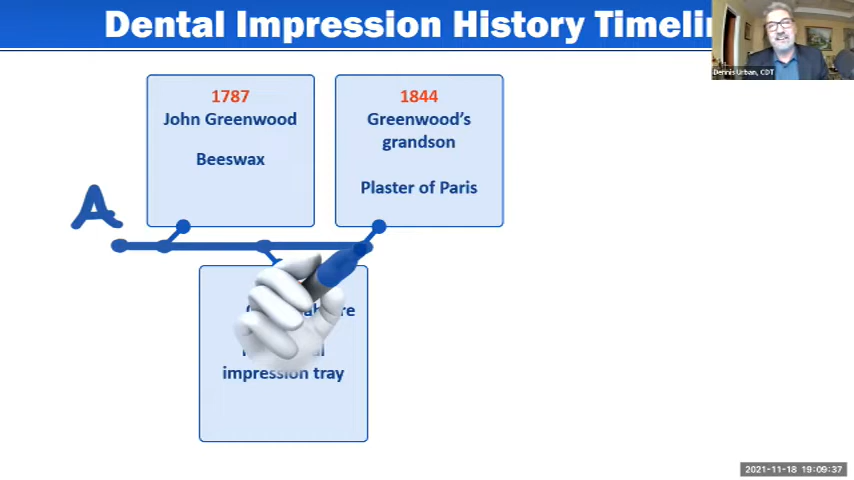 Dental Impression History
Dennis Urban, CDT
1787
John Greenwood
Beeswax
1844
Greenwood's
grandson
Plaster of Paris
A
impression tray
2021-11-18 19:09:37